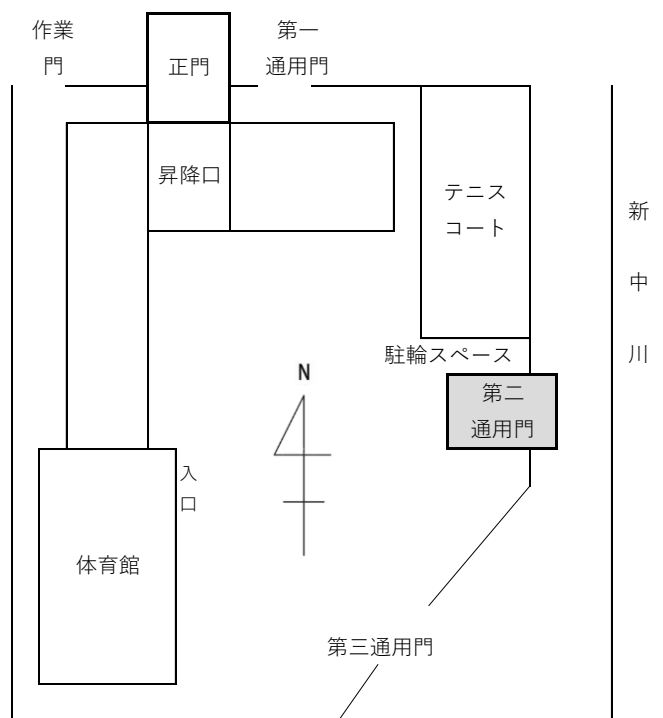 作業
門
正門
第一
通用門
昇降口
テニス
コート
新
中
川
駐輪スペース
N
第二
通用門
入
口
体育館
第三通用門